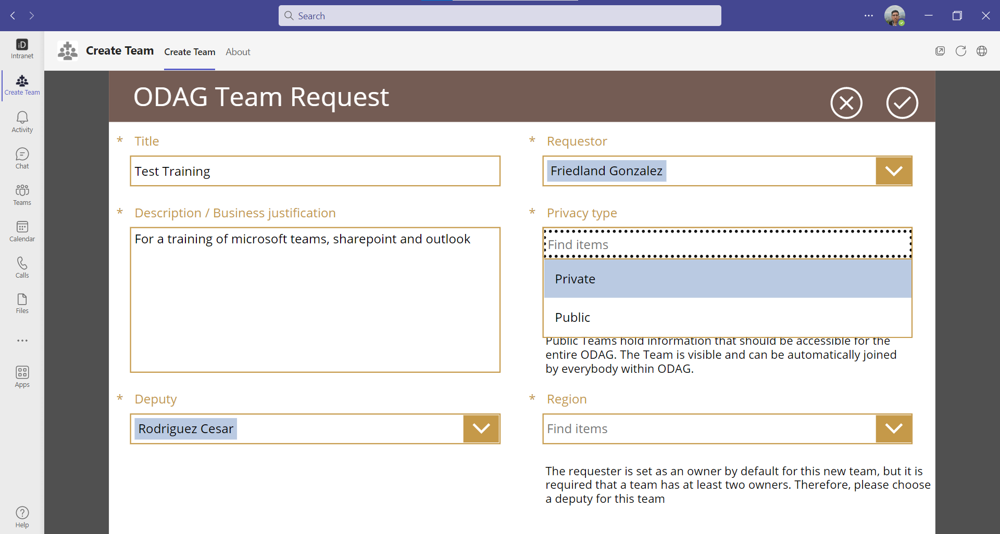 Search
Intranet
Create Team
Activity
Chat
Teams
Calendar
Calls
Files
Apps
Help
Create Team
Create Team
About
ODAG Team Request
* Title
Test Training
* Requestor
Friedland Gonzalez
* Description / Business justification
For a training of microsoft teams, sharepoint and outlook
* Privacy type
Find items
Private
Public
Public Teams hold information that should be accessible for the
entire ODAG. The Team is visible and can be automatically joined
by everybody within ODAG.
* Deputy
Rodriguez Cesar
* Region
Find items
The requester is set as an owner by default for this new team, but it is
required that a team has at least two owners. Therefore, please choose
a deputy for this team